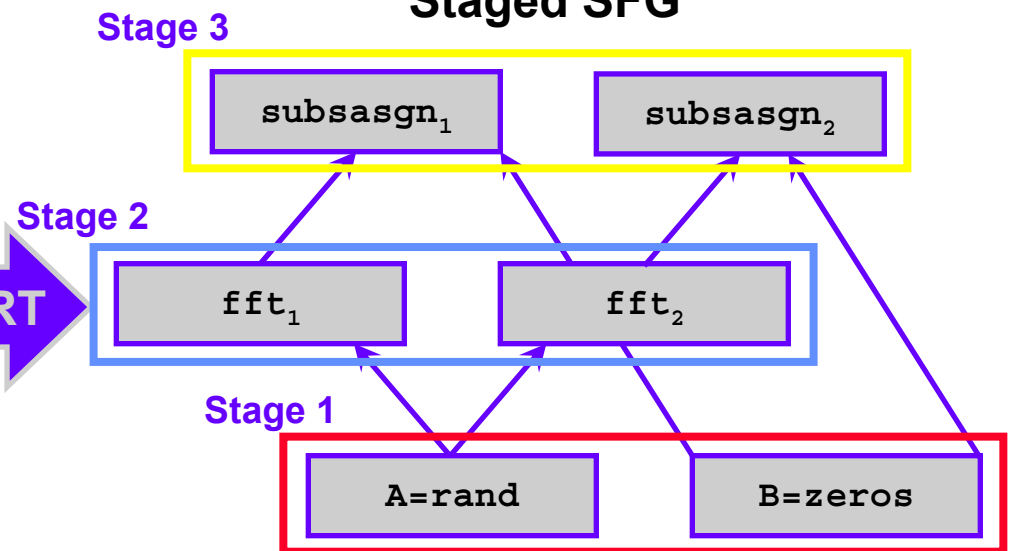 Staged SFG
Stage 3
subsasgn1
subsasgn2
Stage 2
RT
fft1
fft2
Stage 1
A=rand
B=zeros